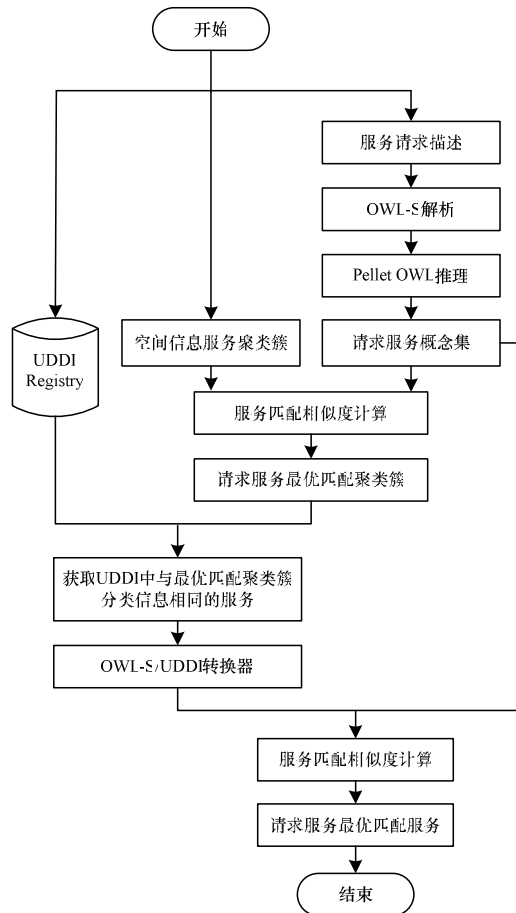 开始
服务请求描述
OWL-S解析
Pellet OWL推理
UDDI
Registry
空间信息服务聚类簇
请求服务概念集
服务匹配相似度计算
请求服务最优匹配聚类簇
获取UDDI中与最优匹配聚类簇
分类信息相同的服务
OWL-S/UDDI转换器
服务匹配相似度计算
请求服务最优匹配服务
结束